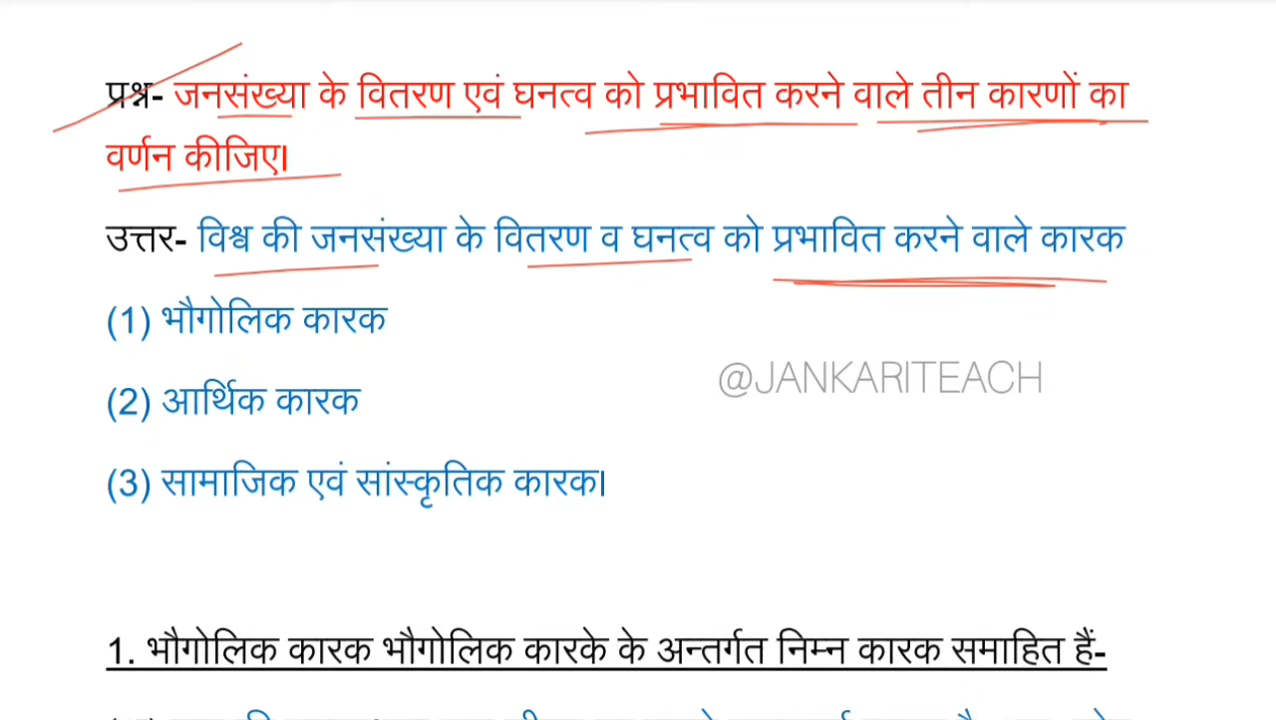 प्रश्न- जनसंख्या के वितरण एवं घनत्व को प्रभावित करने वाले तीन कारणों का
वर्णन कीजिए।
उत्तर- विश्व की जनसंख्या के वितरण व घनत्व को प्रभावित करने वाले कारक
(1) भौगोलिक कारक
@JANKARITEACH
(2) आर्थिक कारक
(3) सामाजिक एवं सांस्कृतिक कारक।
1. भौगोलिक कारक भौगोलिक कारके के अन्तर्गत निम्न कारक समाहित हैं-